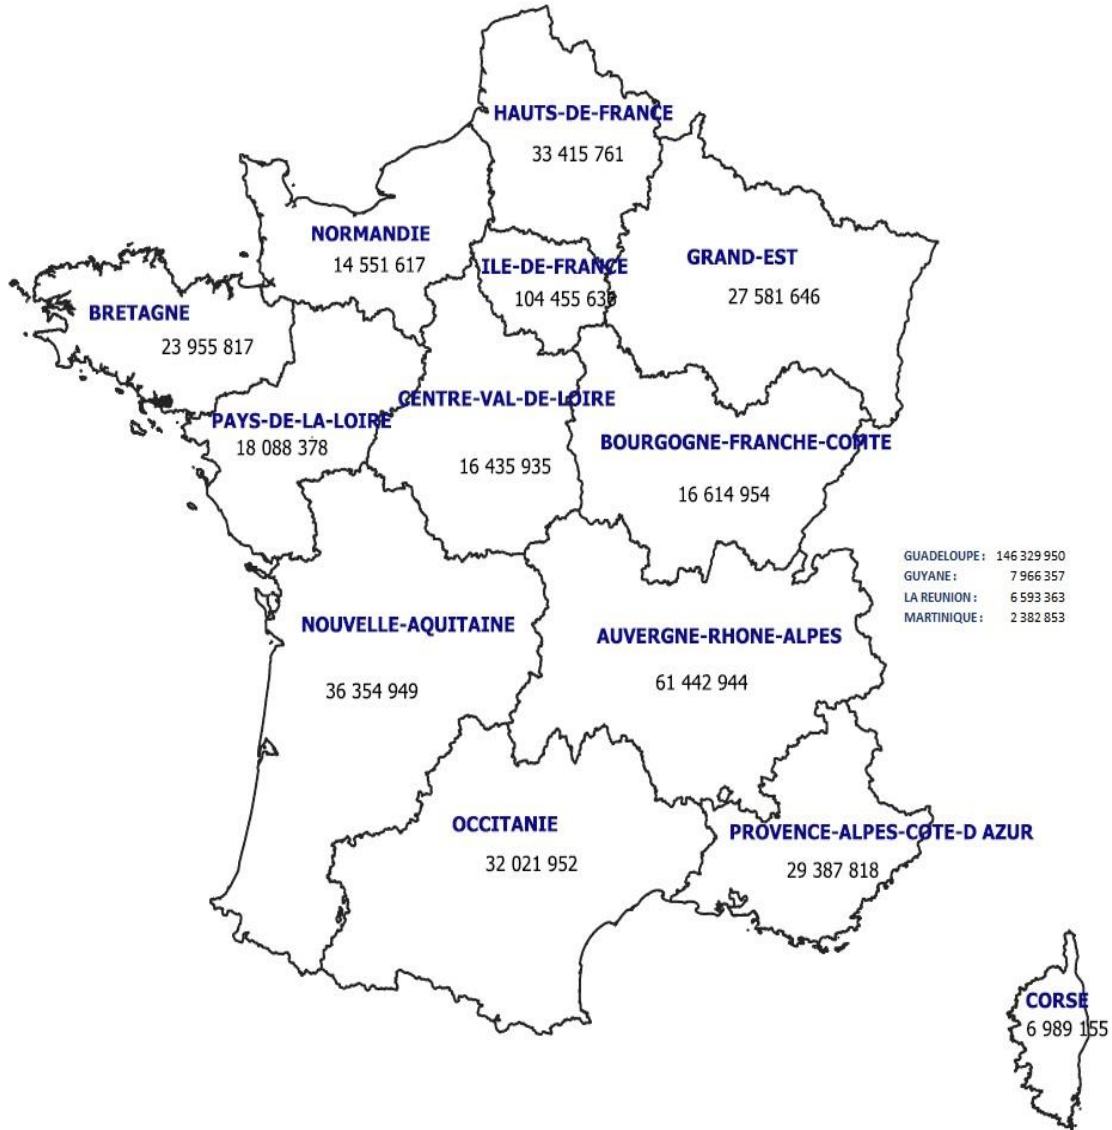 HAUTS-DE-FRANCE
33 415 761
NORMANDIE
14 551 617
ILE-DE-FRANCE
104 455
GRAND-EST
27 581 646
BRETAGNE
23 955 817
CENTRE-VAL-DE-LOIRE
16 435 935
PAYS-DE-LA-LOIRE
18 088 378
BOURGOGNE-FRANCHE-COMTE
16 614 954
GUADELOUPE : 146 329 950
GUYANE : 7 966 357
LA REUNION : 6 593 363
MARTINIQUE : 2 382 853
NOUVELLE-AQUITAINE
36 354 949
AUVERGNE-RHONE-ALPES
61 442 944
OCCITANIE
32 021 952
PROVENCE-ALPES-COTE-D AZUR
29 387 818
CORSE
6 989 155